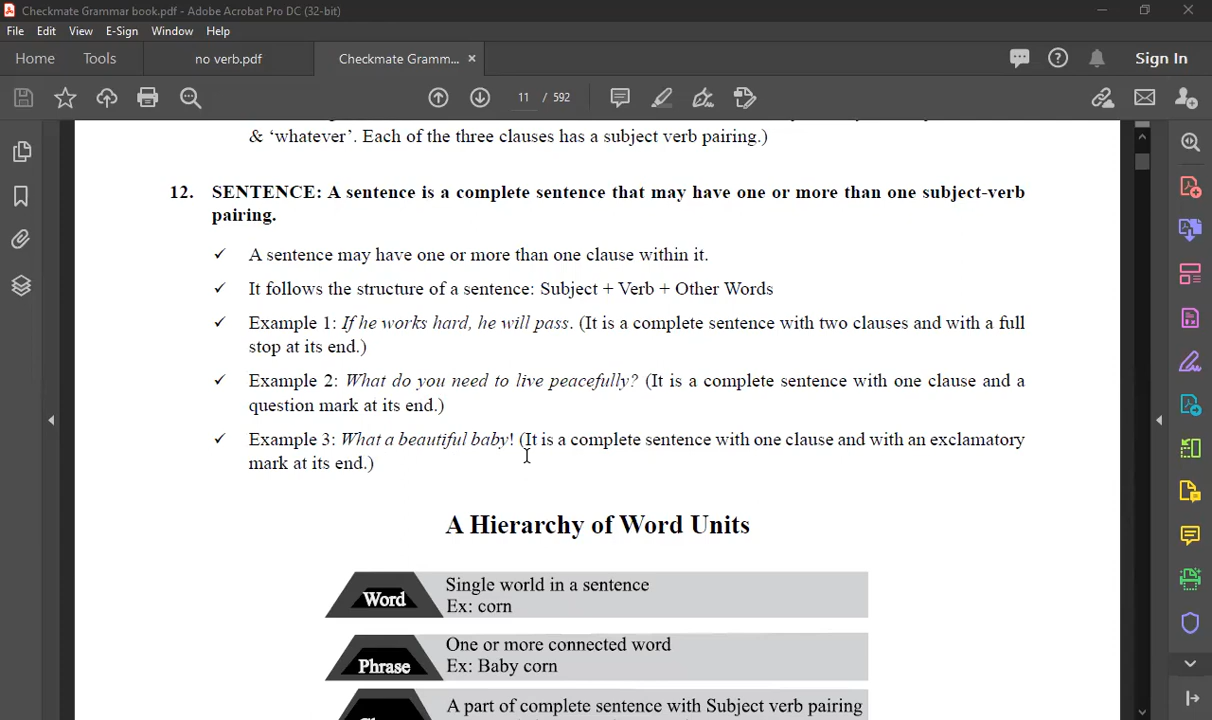 Checkmate Grammar book.pdf - Adobe Acrobat Pro DC (32-bit)
File Edit View E-Sign Window Help
Home Tools no verb.pdf Checkmate Gramm... × Sign In
11 / 592
& ‘whatever’. Each of the three clauses has a subject verb pairing.)
12. SENTENCE: A sentence is a complete sentence that may have one or more than one subject-verb
pairing.
✓ A sentence may have one or more than one clause within it.
✓ It follows the structure of a sentence: Subject + Verb + Other Words
✓ Example 1: If he works hard, he will pass. (It is a complete sentence with two clauses and with a full
stop at its end.)
✓ Example 2: What do you need to live peacefully? (It is a complete sentence with one clause and a
question mark at its end.)
✓ Example 3: What a beautiful baby! (It is a complete sentence with one clause and with an exclamatory
mark at its end.)
A Hierarchy of Word Units
Word
Single world in a sentence
Ex: corn
Phrase
One or more connected word
Ex: Baby corn
A part of complete sentence with Subject verb pairing